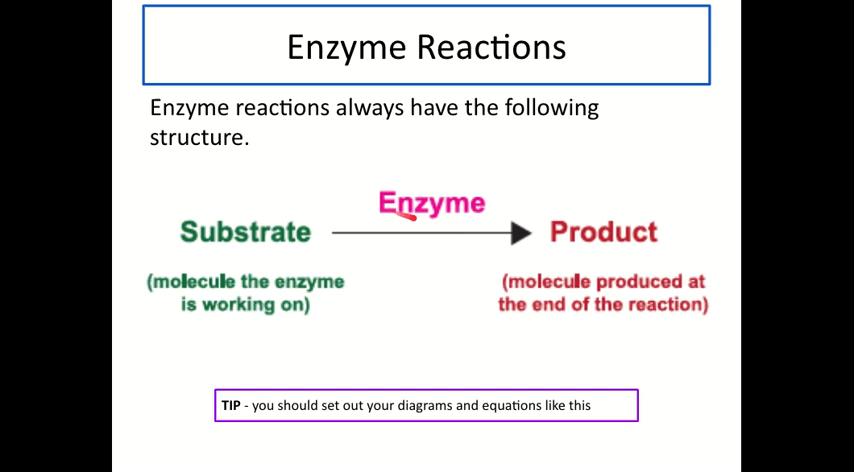 Enzyme Reactions
Enzyme reactions always have the following
structure.
Enzyme
Substrate
Product
(molecule the enzyme
is working on)
(molecule produced at
the end of the reaction)
TIP - you should set out your diagrams and equations like this